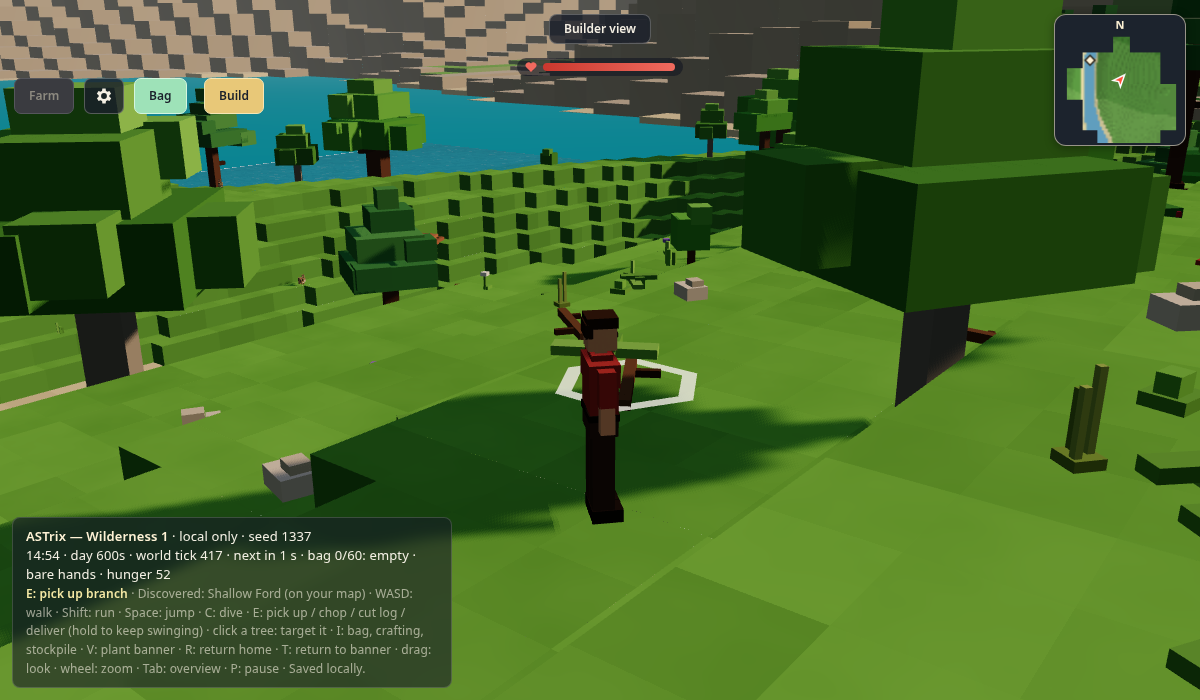 Builder view
N
Farm
Bag
Build
ASTrix — Wilderness 1 · local only · seed 1337
14:54 · day 600s · world tick 417 · next in 1 s · bag 0/60: empty ·
bare hands · hunger 52
E: pick up branch · Discovered: Shallow Ford (on your map) · WASD:
walk · Shift: run · Space: jump · C: dive · E: pick up / chop / cut log /
deliver (hold to keep swinging) · click a tree: target it · I: bag, crafting,
stockpile · V: plant banner · R: return home · T: return to banner · drag:
look · wheel: zoom · Tab: overview · P: pause · Saved locally.